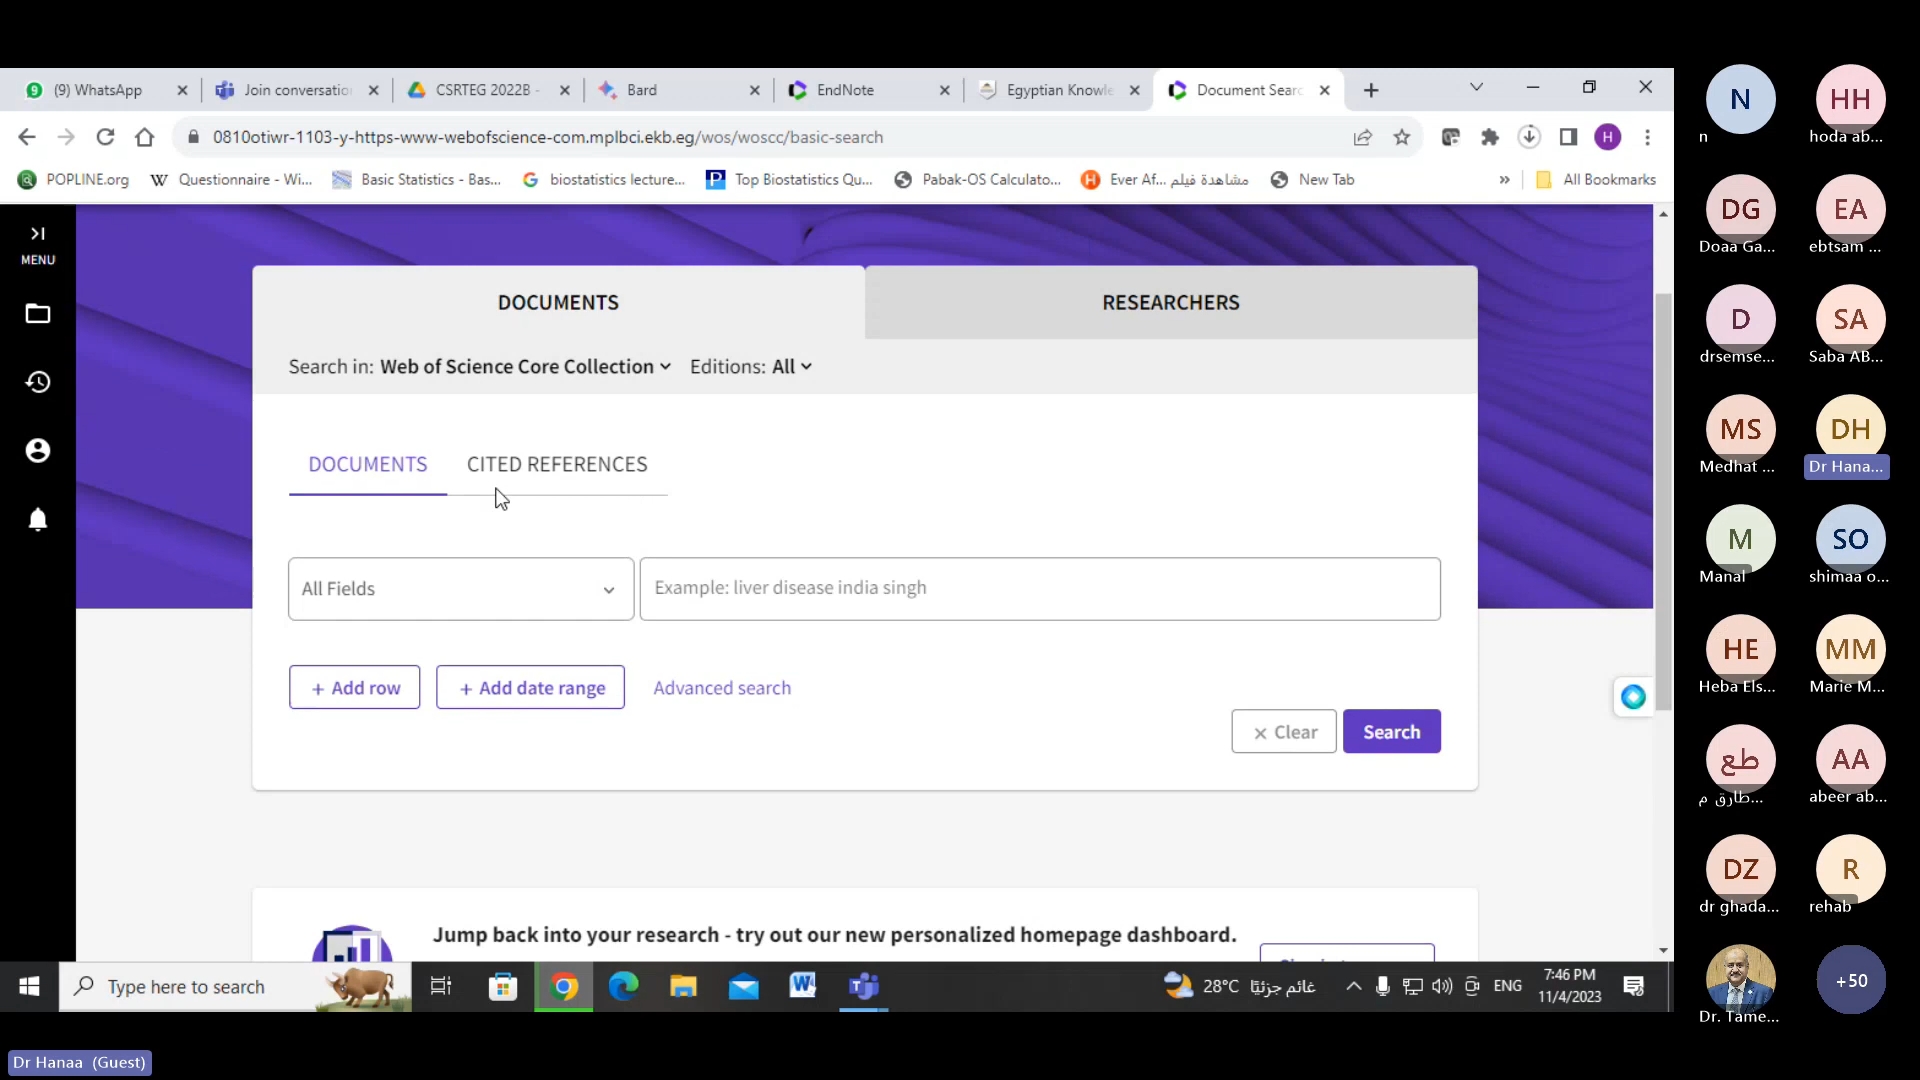 (9) WhatsApp
Join conversatio
CSRTEG 2022B -
Bard
EndNote
Egyptian Knowle
Document Searc
0810otiwr-1103-y-https-www-webofscience-com.mplbci.ekb.eg/wos/woscc/basic-search
H
POPLINE.org
Questionnaire - Wi...
Basic Statistics - Bas...
biostatistics lecture...
Top Biostatistics Qu...
Pabak-OS Calculato...
Ever Af... مشاهدة فيلم
New Tab
»
All Bookmarks
MENU
DOCUMENTS
RESEARCHERS
Search in: Web of Science Core Collection
Editions: All
DOCUMENTS
CITED REFERENCES
All Fields
Example: liver disease india singh
+ Add row
+ Add date range
Advanced search
× Clear
Search
Jump back into your research - try out our new personalized homepage dashboard.
Type here to search
28°C غائم جزئيًا
ENG
7:46 PM
11/4/2023
N
n
HH
hoda ab...
DG
Doaa Ga...
EA
ebtsam ...
D
drsemse...
SA
Saba AB...
MS
Medhat ...
DH
Dr Hana...
M
Manal
SO
shimaa o...
HE
Heba Els...
MM
Marie M...
طع
طارق م...
AA
abeer ab...
DZ
dr ghada...
R
rehab
Dr. Tame...
+50
Dr Hanaa (Guest)